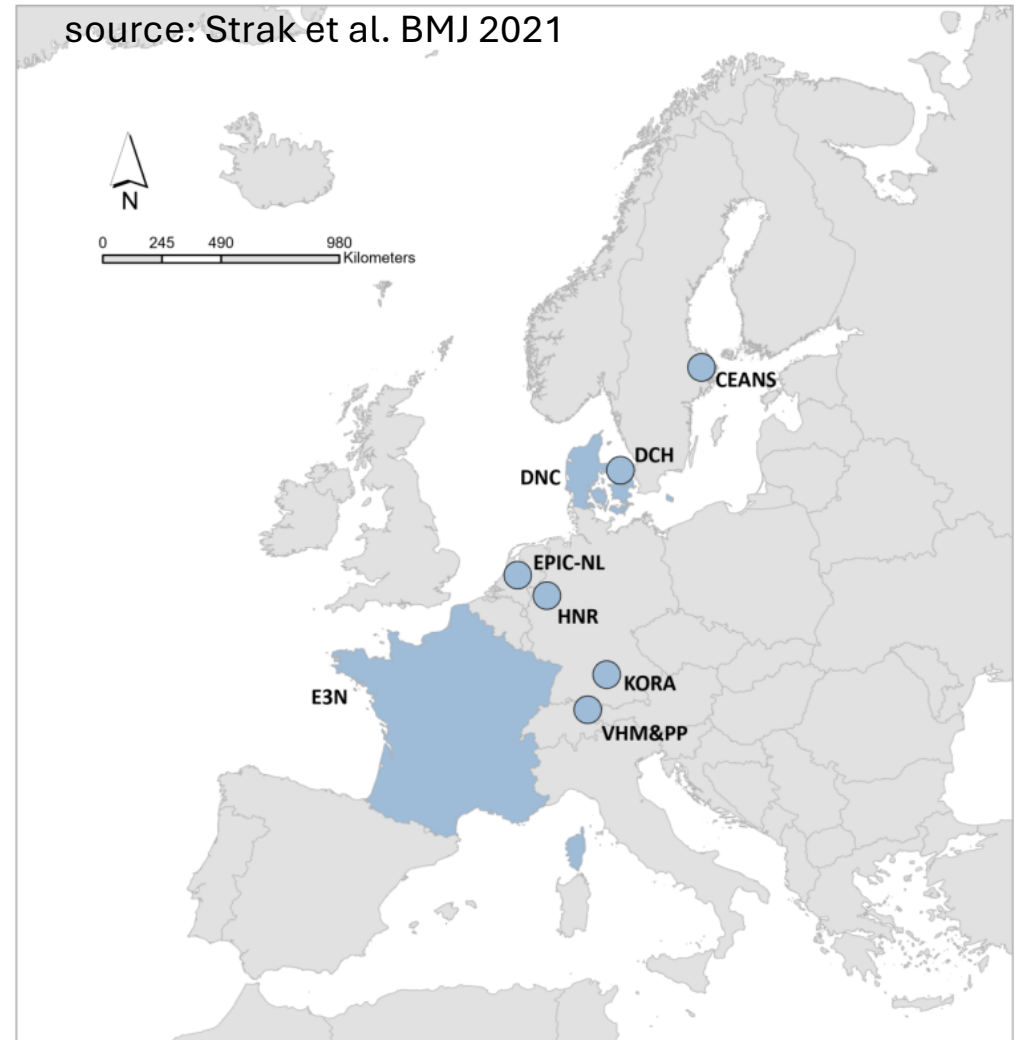 source: Strak et al. BMJ 2021
N
0 245 490 980
Kilometers
CEANS
DCH
DNC
EPIC-NL
HNR
KORA
E3N
VHM&PP